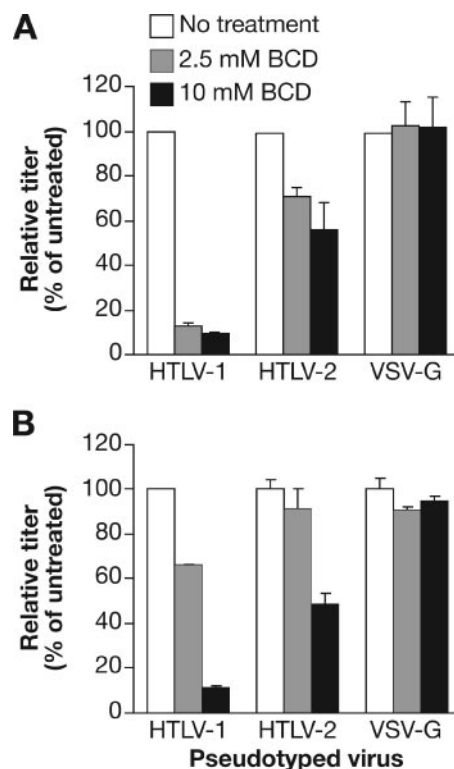 A
No treatment
2.5 mM BCD
10 mM BCD
Relative titer
(% of untreated)
120
100
80
60
40
20
0
HTLV-1 HTLV-2 VSV-G
B
Relative titer
(% of untreated)
120
100
80
60
40
20
0
HTLV-1 HTLV-2 VSV-G
Pseudotyped virus